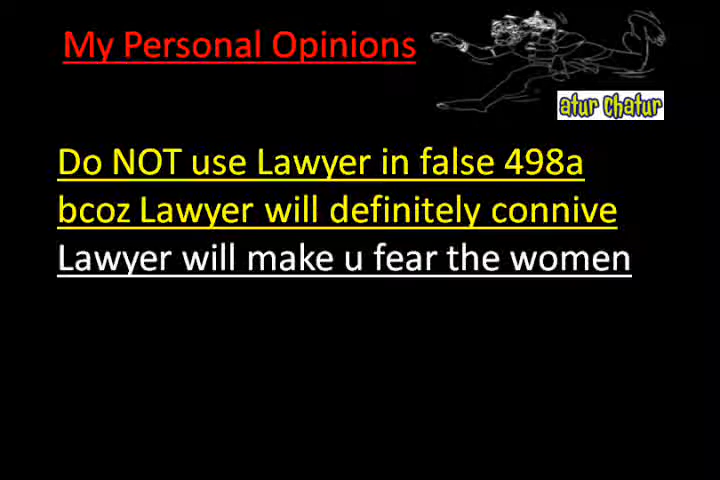 My Personal Opinions
atur chatur
Do NOT use Lawyer in false 498a
bcoz Lawyer will definitely connive
Lawyer will make u fear the women